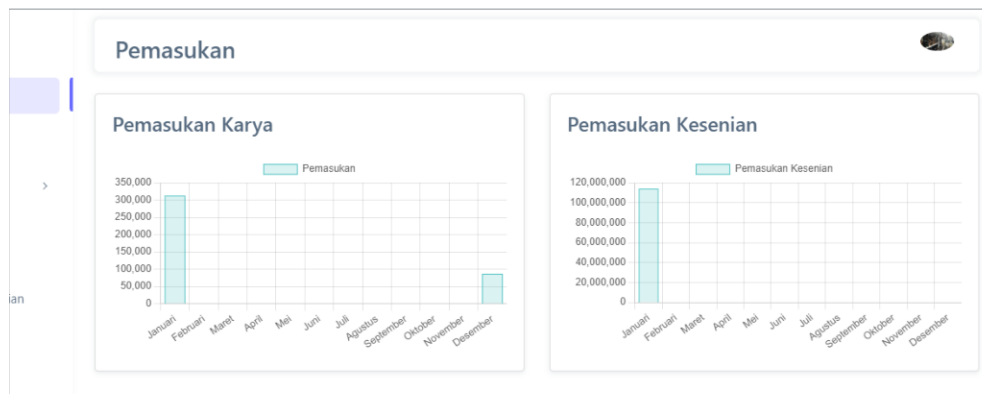 Pemasukan
Pemasukan Karya
Pemasukan
350,000
300,000
250,000
200,000
150,000
100,000
50,000
0
Januari
Februari
Maret
April
Mei
Juni
Juli
Agustus
September
Oktober
November
Desember
Pemasukan Kesenian
Pemasukan Kesenian
120,000,000
100,000,000
80,000,000
60,000,000
40,000,000
20,000,000
0
Januari
Februari
Maret
April
Mei
Juni
Juli
Agustus
September
Oktober
November
Desember
ian